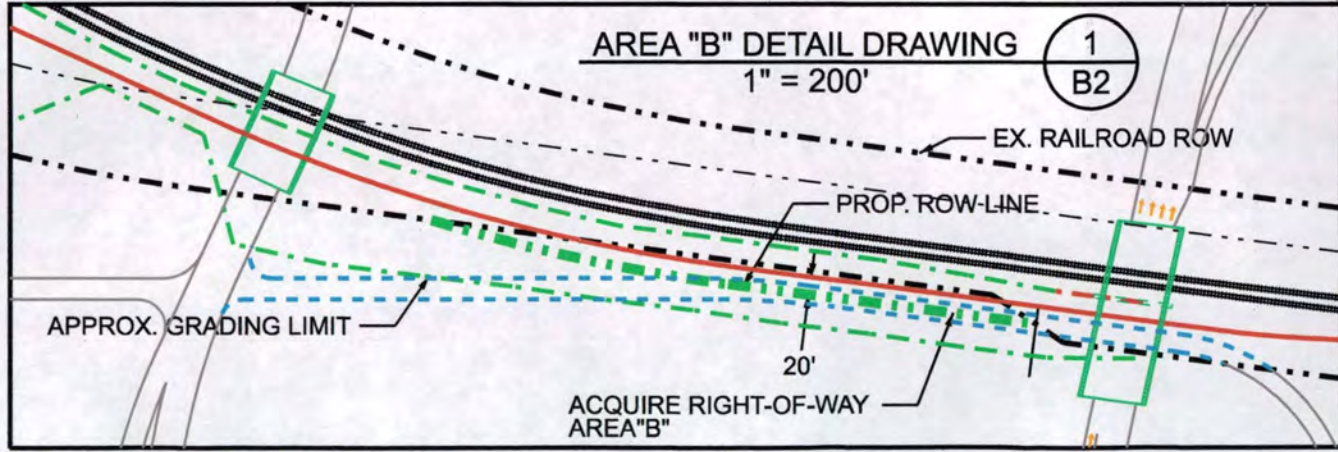 AREA "B" DETAIL DRAWING
1" = 200'
1
B2
EX. RAILROAD ROW
PROP. ROW LINE
APPROX. GRADING LIMIT
20'
ACQUIRE RIGHT-OF-WAY
AREA"B"